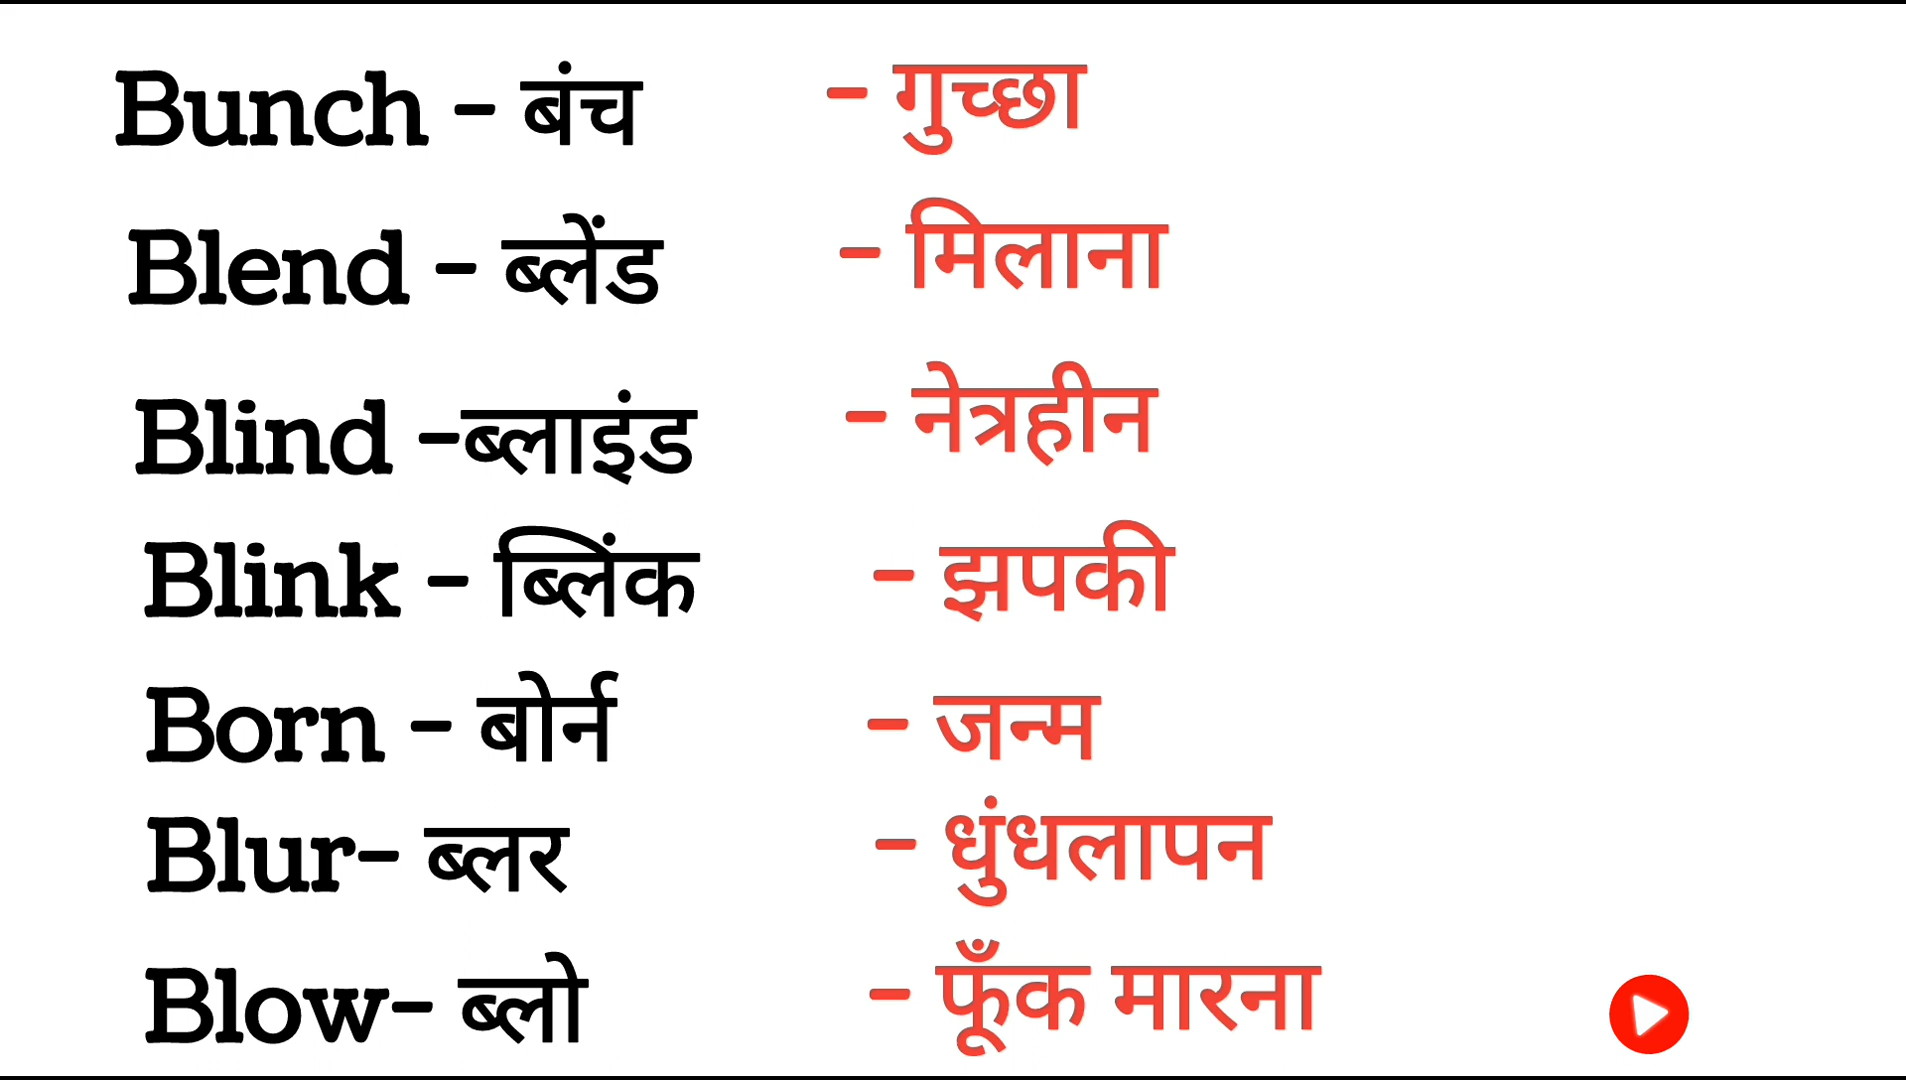 Bunch - बंच - गुच्छा
Blend - ब्लेंड - मिलाना
Blind -ब्लाइंड - नेत्रहीन
Blink - ब्लिंक - झपकी
Born - बोर्न - जन्म
Blur- ब्लर - धुंधलापन
Blow- ब्लो - फूँक मारना